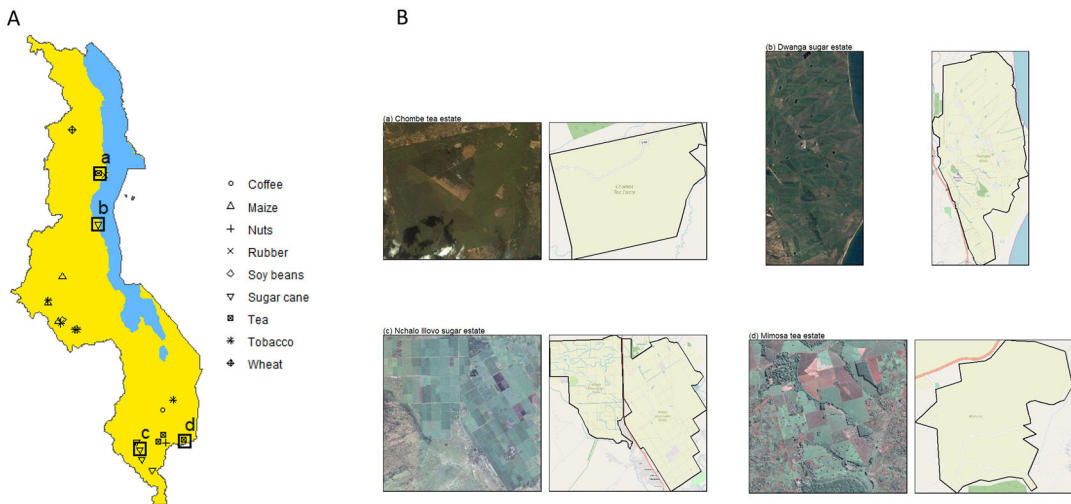 A
B
a
b
c
d
Coffee
Maize
Nuts
Rubber
Soy beans
Sugar cane
Tea
Tobacco
Wheat
(a) Chombe tea estate
(b) Dwanga sugar estate
(c) Nchalo Illovo sugar estate
(d) Mimosa tea estate